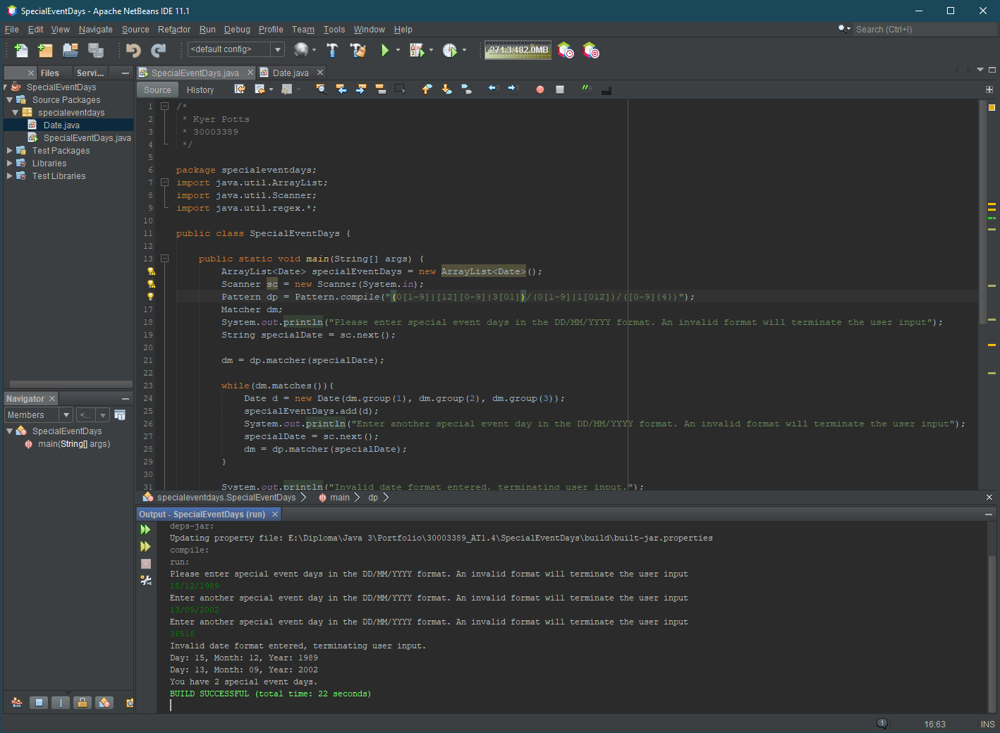 SpecialEventDays - Apache NetBeans IDE 11.1
File Edit View Navigate Source Refactor Run Debug Profile Team Tools Window Help
Search (Ctrl+I)
<default config>
271.3/482.0MB
Files Servi...
SpecialEventDays
Source Packages
specialeventdays
Date.java
SpecialEventDays.java
Test Packages
Libraries
Test Libraries
Navigator
Members
<...
SpecialEventDays
main(String[] args)
SpecialEventDays.java Date.java
Source History
1 /*
2 * Kyer Potts
3 * 30003389
4 */
5
6 package specialeventdays;
7 import java.util.ArrayList;
8 import java.util.Scanner;
9 import java.util.regex.*;
10
11 public class SpecialEventDays {
12
13 public static void main(String[] args) {
ArrayList<Date> specialEventDays = new ArrayList<Date>();
Scanner sc = new Scanner(System.in);
Pattern dp = Pattern.compile("(0[1-9]|[12][0-9]|3[01])/(0[1-9]|1[012])/([0-9]{4})");
17 Matcher dm;
18 System.out.println("Please enter special event days in the DD/MM/YYYY format. An invalid format will terminate the user input");
19 String specialDate = sc.next();
20
21 dm = dp.matcher(specialDate);
22
23 while(dm.matches()){
24 Date d = new Date(dm.group(1), dm.group(2), dm.group(3));
25 specialEventDays.add(d);
26 System.out.println("Enter another special event day in the DD/MM/YYYY format. An invalid format will terminate the user input");
27 specialDate = sc.next();
28 dm = dp.matcher(specialDate);
29 }
30
31 System.out.println("Invalid date format entered, terminating user input.");
specialeventdays.SpecialEventDays main dp
Output - SpecialEventDays (run)
deps-jar:
Updating property file: E:\Diploma\Java 3\Portfolio\30003389_AT1.4\SpecialEventDays\build\built-jar.properties
compile:
run:
Please enter special event days in the DD/MM/YYYY format. An invalid format will terminate the user input
15/12/1989
Enter another special event day in the DD/MM/YYYY format. An invalid format will terminate the user input
13/09/2002
Enter another special event day in the DD/MM/YYYY format. An invalid format will terminate the user input
36516
Invalid date format entered, terminating user input.
Day: 15, Month: 12, Year: 1989
Day: 13, Month: 09, Year: 2002
You have 2 special event days.
BUILD SUCCESSFUL (total time: 22 seconds)
1 16:63 INS